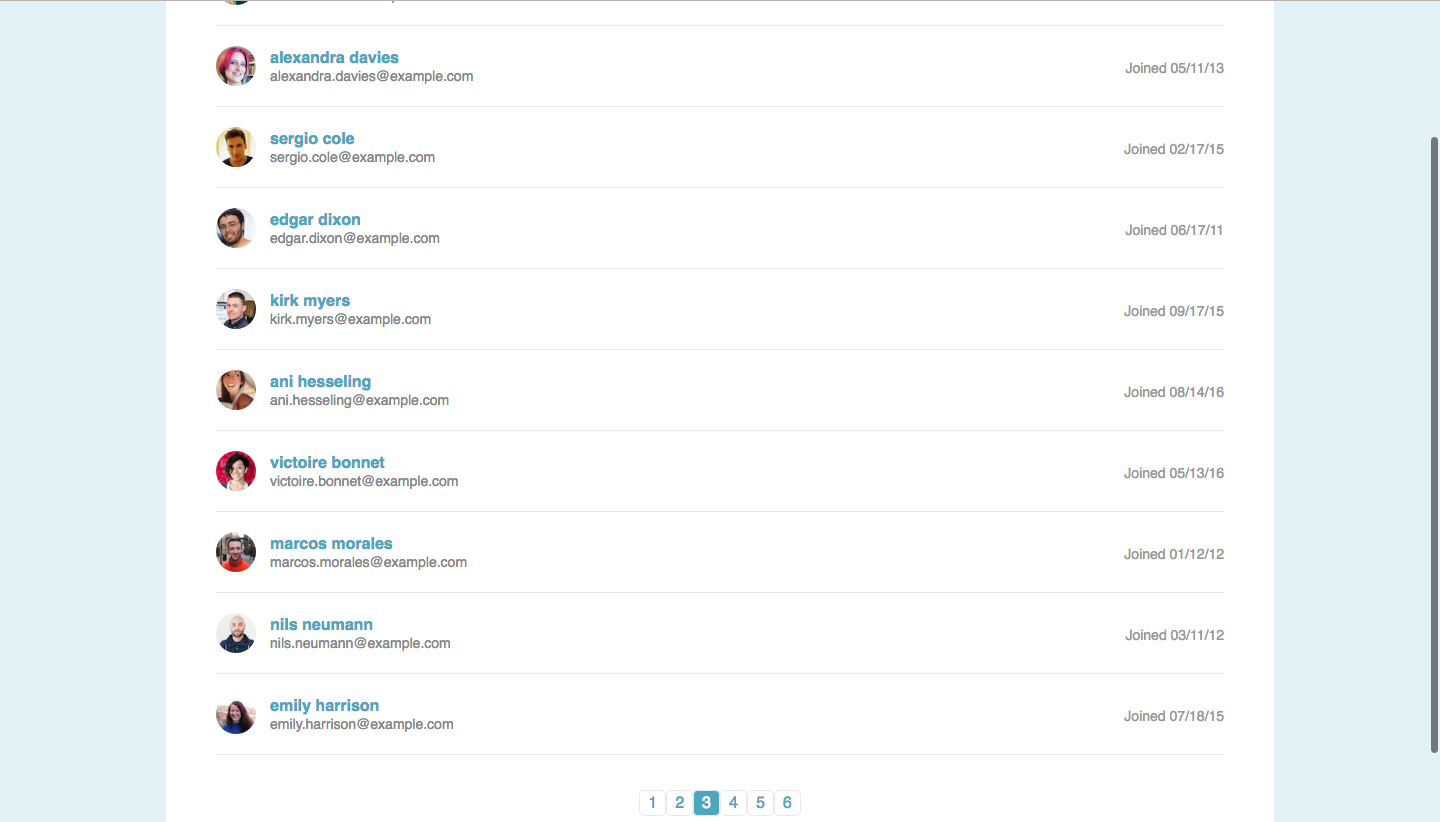 alexandra davies
alexandra.davies@example.com
Joined 05/11/13
sergio cole
sergio.cole@example.com
Joined 02/17/15
edgar dixon
edgar.dixon@example.com
Joined 06/17/11
kirk myers
kirk.myers@example.com
Joined 09/17/15
ani hesseling
ani.hesseling@example.com
Joined 08/14/16
victoire bonnet
victoire.bonnet@example.com
Joined 05/13/16
marcos morales
marcos.morales@example.com
Joined 01/12/12
nils neumann
nils.neumann@example.com
Joined 03/11/12
emily harrison
emily.harrison@example.com
Joined 07/18/15
1 2 3 4 5 6